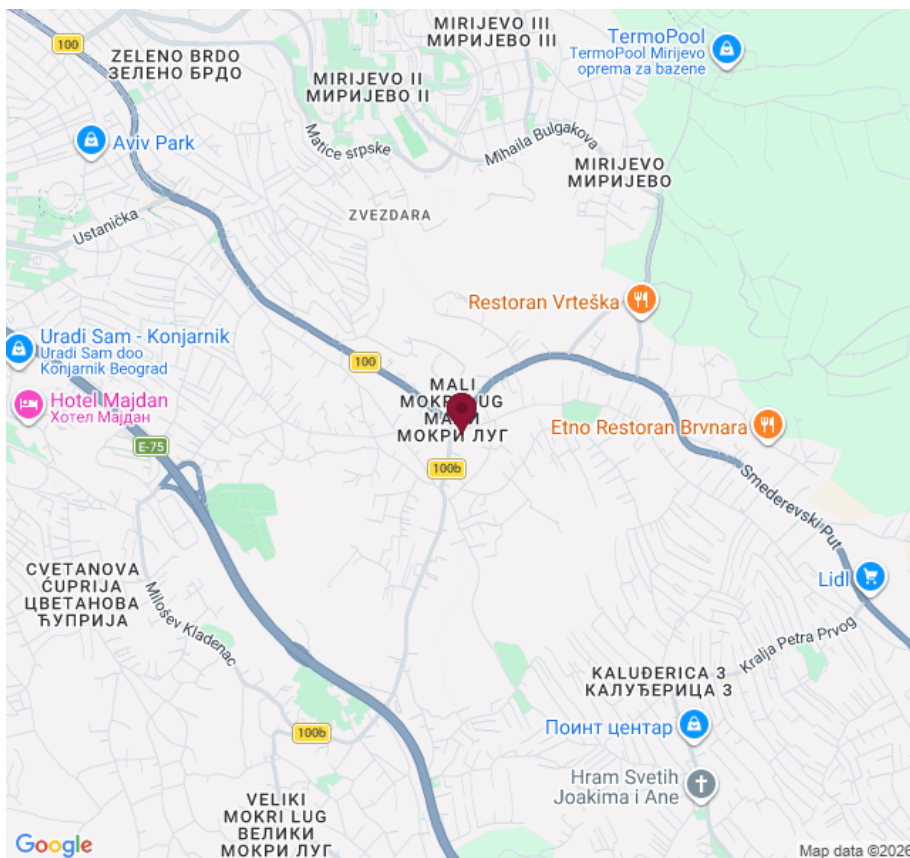 MIRIJEVO III
МИРИЈЕВО III
TermoPool
TermoPool Mirijevo
oprema za bazene
100
ZELENO BRDO
ЗЕЛЕНО БРДО
MIRIJEVO II
МИРИЈЕВО II
Aviv Park
Matice srpske
Mihaila Bulgakova
MIRIJEVO
МИРИЈЕВО
ZVEZDARA
Ustanička
Restoran Vrteška
Uradi Sam - Konjarnik
Uradi Sam doo
Konjarnik Beograd
100
Hotel Majdan
Хотел Мајдан
MALI
MOKRI LUG
МАЛИ
МОКРИ ЛУГ
Etno Restoran Brvnara
E-75
100b
Smederevski Put
CVETANOVA
ĆUPRIJA
ЦВЕТАНОВА
ЋУПРИЈА
Milošev Kladenac
Lidl
Kralja Petra Prvog
KALUĐERICA 3
КАЛУЂЕРИЦА 3
Поинт центар
100b
Hram Svetih
Joakima i Ane
VELIKI
MOKRI LUG
ВЕЛИКИ
МОКРИ ЛУГ
Google
Map data ©2026